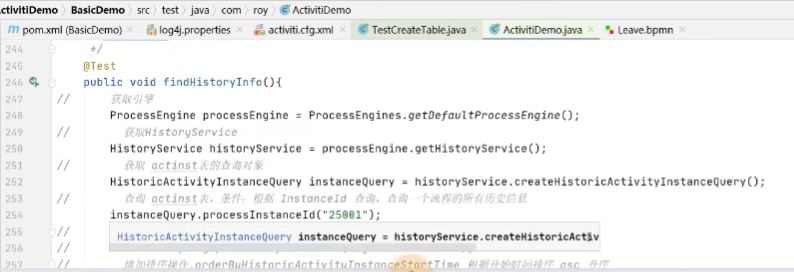 ctivitiDemo 〉 BasicDemo 〉 src 〉 test 〉 java 〉 com 〉 roy 〉 ActivitiDemo
pom.xml (BasicDemo) × log4j.properties × activiti.cfg.xml × TestCreateTable.java × ActivitiDemo.java × Leave.bpmn ×
244 */
245 @Test
246 public void findHistoryInfo(){
247 // 获取引擎
248 ProcessEngine processEngine = ProcessEngines.getDefaultProcessEngine();
249 // 获取HistoryService
250 HistoryService historyService = processEngine.getHistoryService();
251 // 获取 actinst表的查询对象
252 HistoricActivityInstanceQuery instanceQuery = historyService.createHistoricActivityInstanceQuery();
253 // 查询 actinst表，条件：根据 InstanceId 查询，查询一个流程的所有历史信息
254 instanceQuery.processInstanceId("25001");
255 //
HistoricActivityInstanceQuery instanceQuery = historyService.createHistoricActiv
256 //
257 // 增加排序操作,orderByHistoricActivityInstanceStartTime 根据开始时间排序 asc 升序